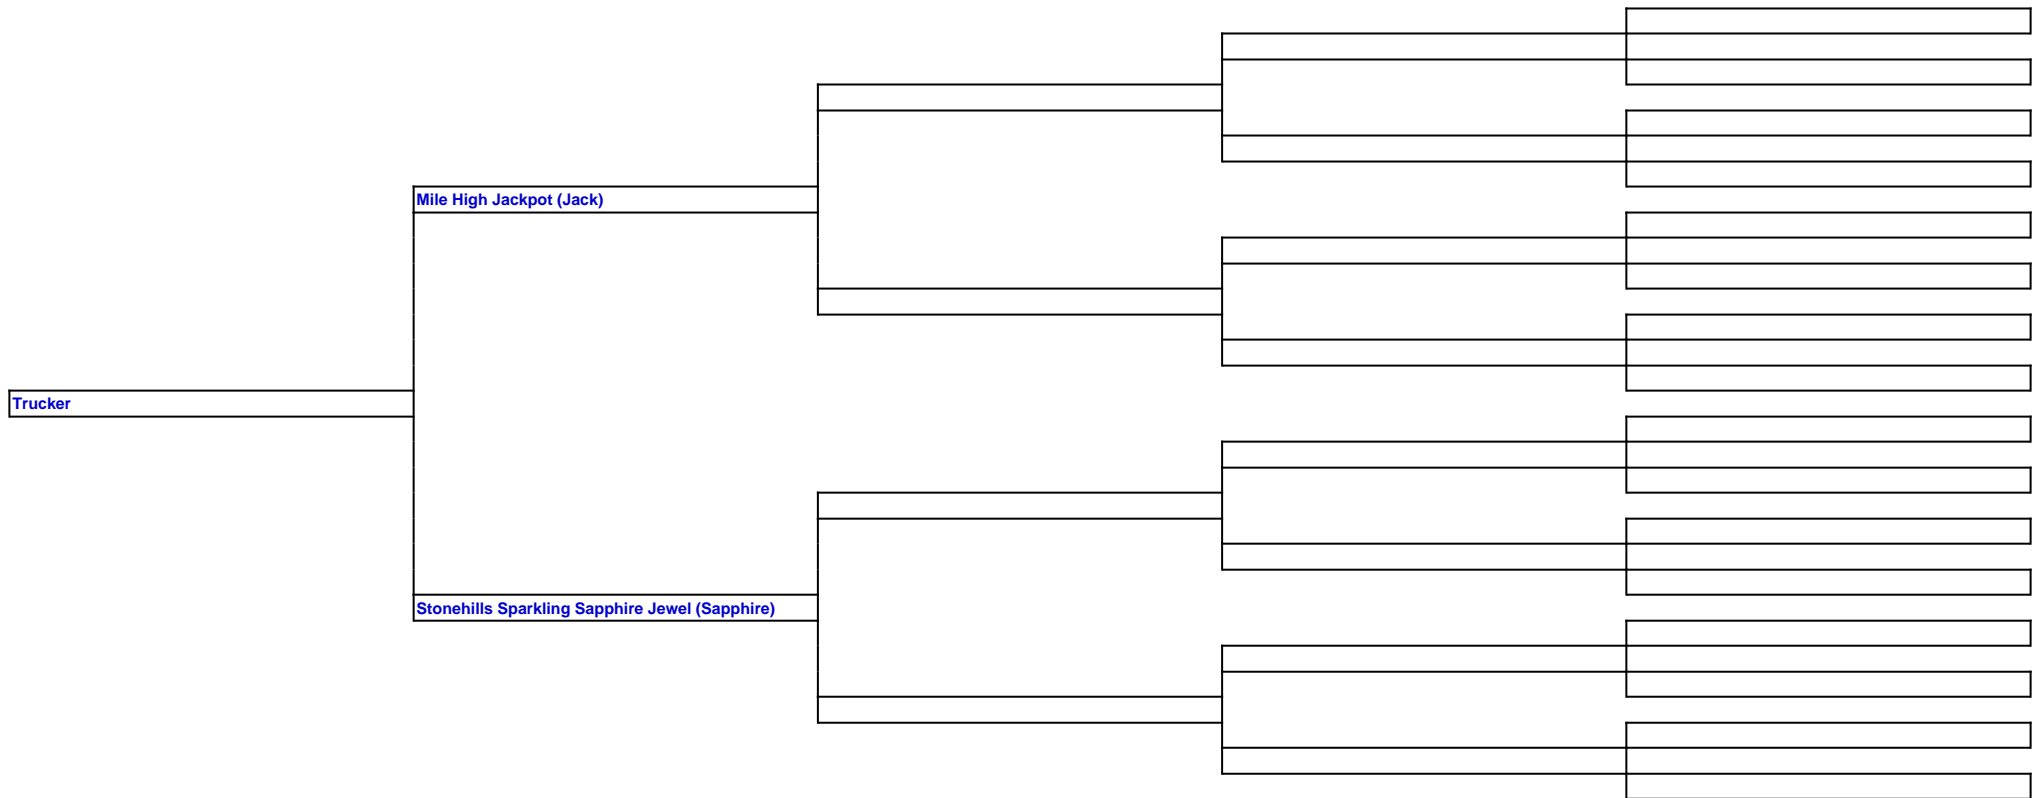 Mile High Jackpot (Jack)
Trucker
Stonehills Sparkling Sapphire Jewel (Sapphire)